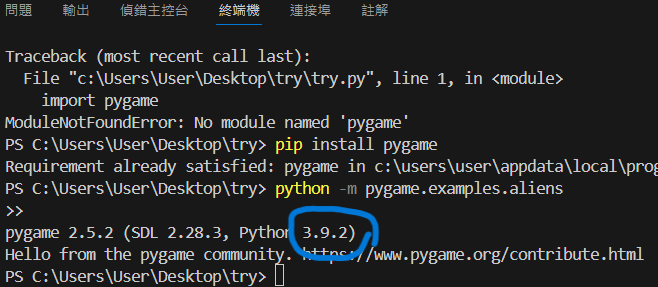 問題 輸出 偵錯主控台 終端機 連接埠 註解
Traceback (most recent call last):
File "c:\Users\User\Desktop\try\try.py", line 1, in <module>
import pygame
ModuleNotFoundError: No module named 'pygame'
PS C:\Users\User\Desktop\try> pip install pygame
Requirement already satisfied: pygame in c:\users\user\appdata\local\prog
PS C:\Users\User\Desktop\try> python -m pygame.examples.aliens
>>
pygame 2.5.2 (SDL 2.28.3, Python 3.9.2)
Hello from the pygame community. https://www.pygame.org/contribute.html
PS C:\Users\User\Desktop\try>